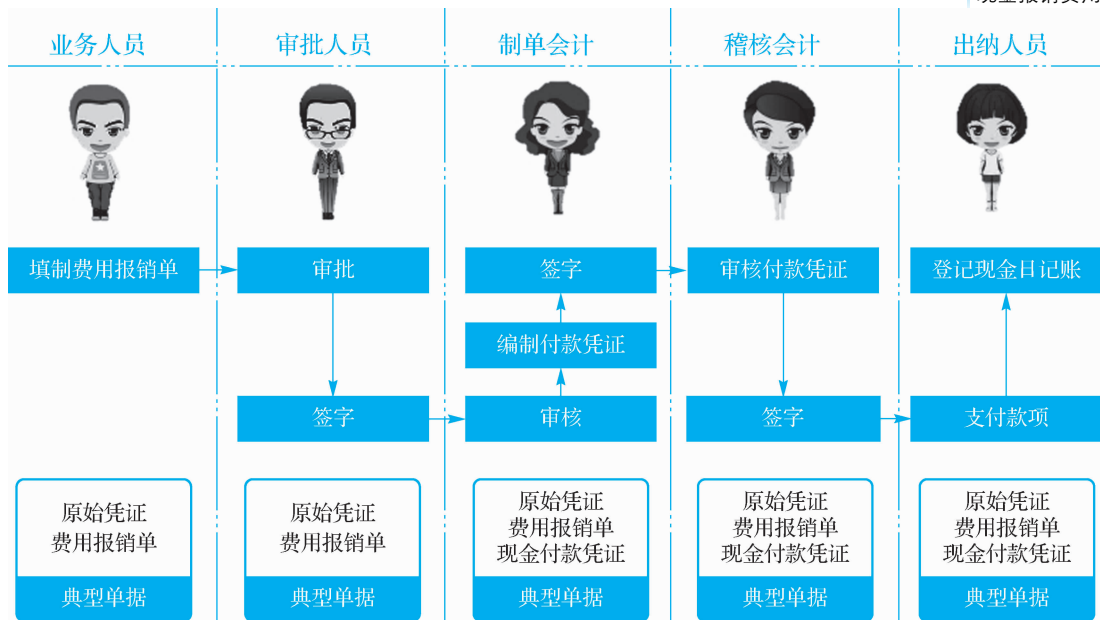 现金报销费用
业务人员
审批人员
制单会计
稽核会计
出纳人员
填制费用报销单
审批
签字
审核付款凭证
登记现金日记账
编制付款凭证
签字
审核
签字
支付款项
原始凭证
费用报销单
典型单据
原始凭证
费用报销单
典型单据
原始凭证
费用报销单
现金付款凭证
典型单据
原始凭证
费用报销单
现金付款凭证
典型单据
原始凭证
费用报销单
现金付款凭证
典型单据